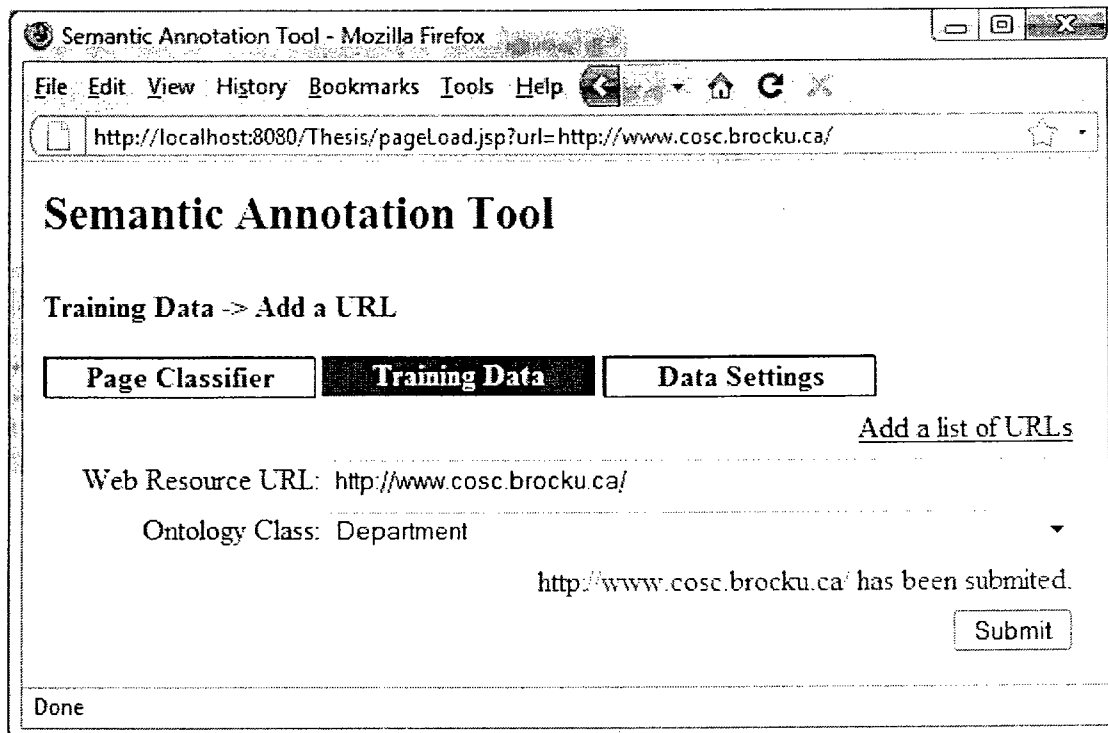 Semantic Annotation Tool - Mozilla Firefox
File Edit View History Bookmarks Tools Help
http://localhost:8080/Thesis/pageLoad.jsp?url=http://www.cosc.brocku.ca/
Semantic Annotation Tool
Training Data -> Add a URL
Page Classifier Training Data Data Settings
Add a list of URLs
Web Resource URL: http://www.cosc.brocku.ca/
Ontology Class: Department
http://www.cosc.brocku.ca/ has been submited.
Submit
Done